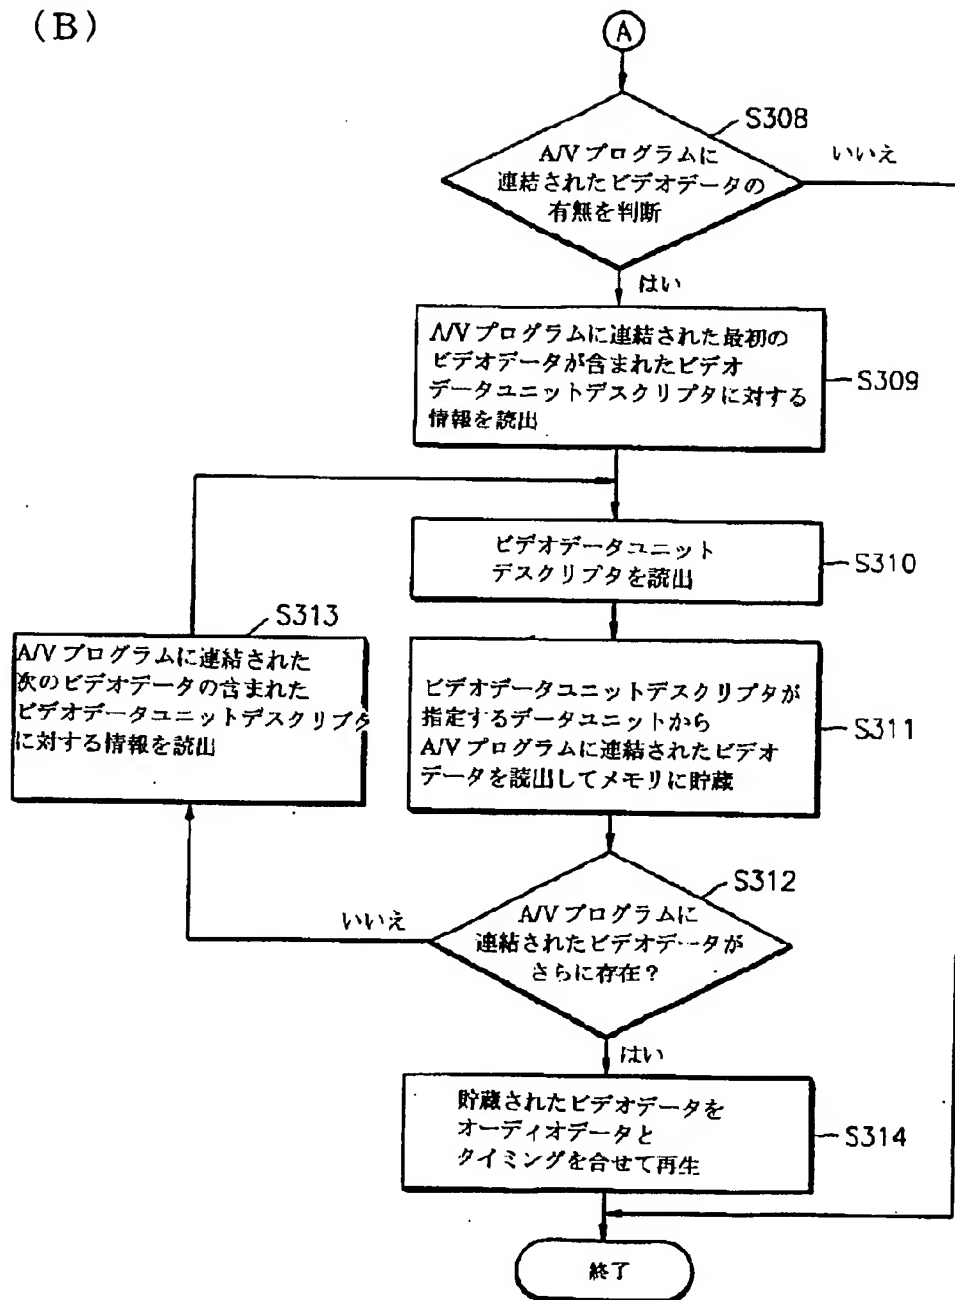 (B)
A
S308
A/Vプログラムに
連結されたビデオデータの
有無を判断
いいえ
はい
A/Vプログラムに連結された最初の
ビデオデータが含まれたビデオ
データユニットデスクリプタに対する
情報を読出
S309
ビデオデータユニット
デスクリプタを読出
S310
S313
A/Vプログラムに連結された
次のビデオデータの含まれた
ビデオデータユニットデスクリプタ
に対する情報を読出
ビデオデータユニットデスクリプタが
指定するデータユニットから
A/Vプログラムに連結されたビデオ
データを読出してメモリに貯蔵
S311
S312
A/Vプログラムに
連結されたビデオデータが
さらに存在?
いいえ
はい
貯蔵されたビデオデータを
オーディオデータと
タイミングを合せて再生
S314
終了